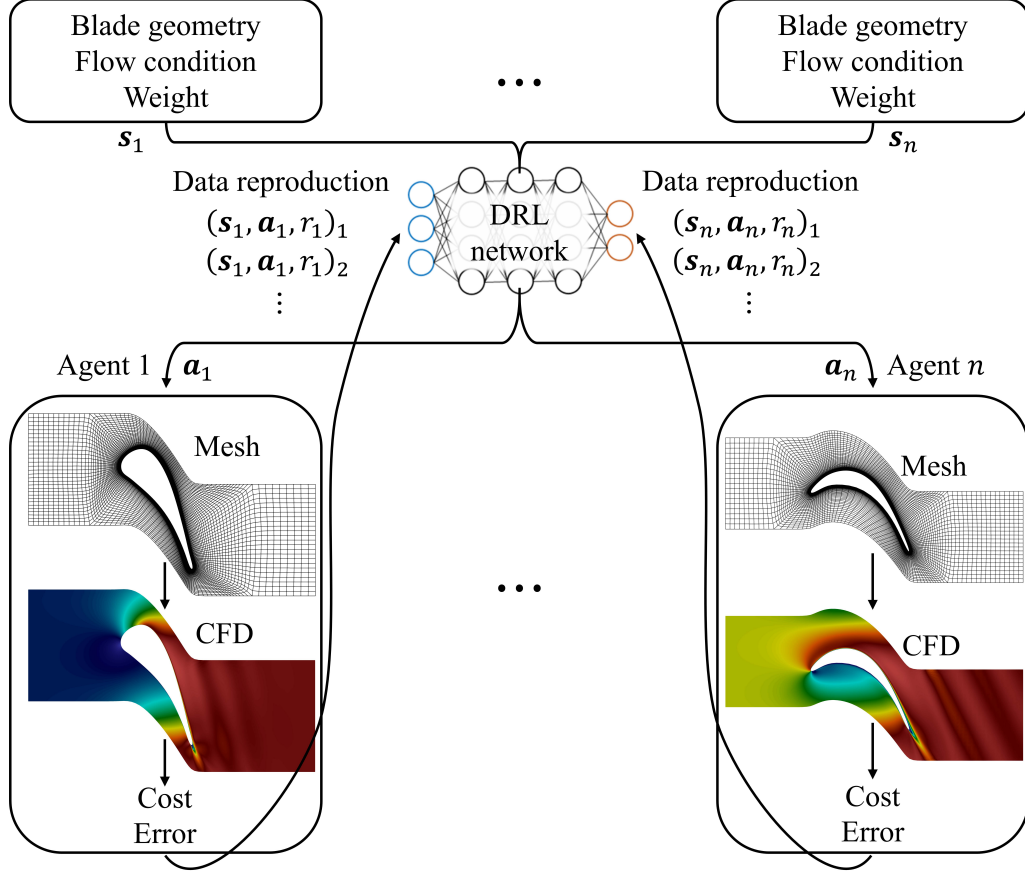 Blade geometry
Flow condition
Weight
...
Blade geometry
Flow condition
Weight
𝒔₁
𝒔ₙ
Data reproduction
(𝒔₁, 𝒂₁, 𝑟₁)₁
(𝒔₁, 𝒂₁, 𝑟₁)₂
⋮
DRL
network
Data reproduction
(𝒔ₙ, 𝒂ₙ, 𝑟ₙ)₁
(𝒔ₙ, 𝒂ₙ, 𝑟ₙ)₂
⋮
Agent 1 𝒂₁
𝒂ₙ Agent 𝑛
Mesh
CFD
Cost
Error
...
Mesh
CFD
Cost
Error